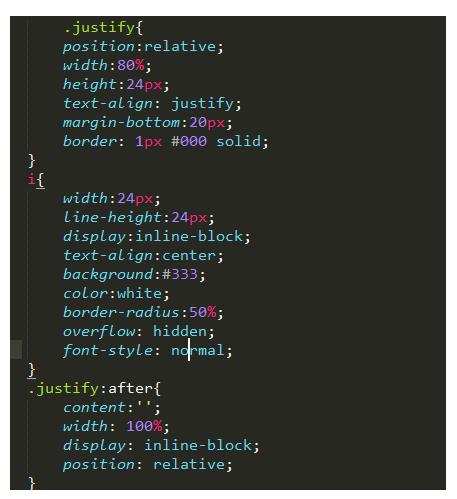 .justify{
position:relative;
width:80%;
height:24px;
text-align: justify;
margin-bottom:20px;
border: 1px #000 solid;
}
i{
width:24px;
line-height:24px;
display:inline-block;
text-align:center;
background:#333;
color:white;
border-radius:50%;
overflow: hidden;
font-style: normal;
}
.justify:after{
content:'';
width: 100%;
display: inline-block;
position: relative;
}